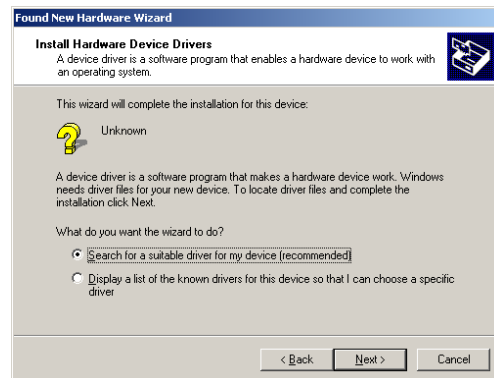 Found New Hardware Wizard
Install Hardware Device Drivers
A device driver is a software program that enables a hardware device to work with
an operating system.
This wizard will complete the installation for this device:
Unknown
A device driver is a software program that makes a hardware device work. Windows
needs driver files for your new device. To locate driver files and complete the
installation click Next.
What do you want the wizard to do?
Search for a suitable driver for my device (recommended)
Display a list of the known drivers for this device so that I can choose a specific
driver
< Back Next > Cancel